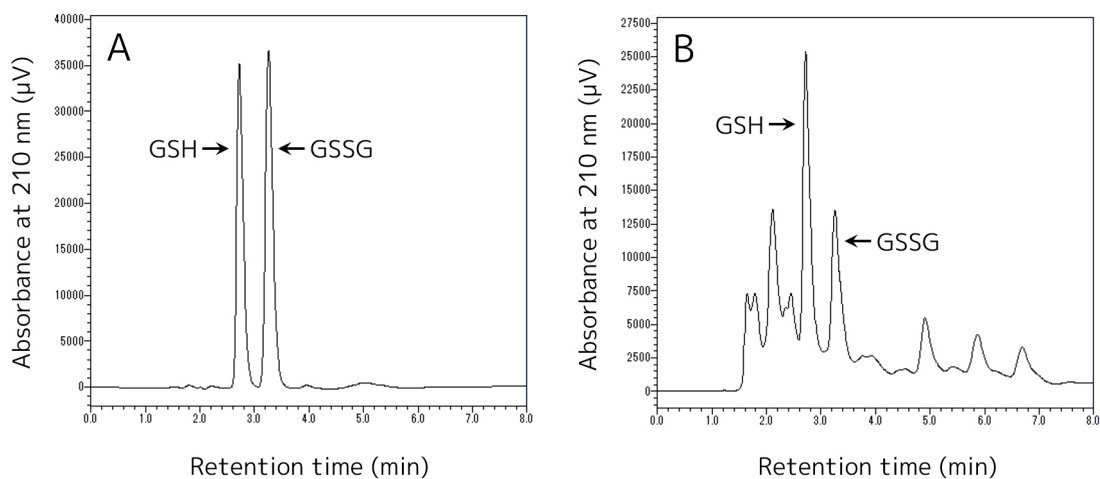 A
Absorbance at 210 nm (µV)
40000
35000
30000
25000
20000
15000
10000
5000
0
GSH
GSSG
0.0 1.0 2.0 3.0 4.0 5.0 6.0 7.0 8.0
Retention time (min)
B
Absorbance at 210 nm (µV)
27500
25000
22500
20000
17500
15000
12500
10000
7500
5000
2500
0
GSH
GSSG
0.0 1.0 2.0 3.0 4.0 5.0 6.0 7.0 8.0
Retention time (min)